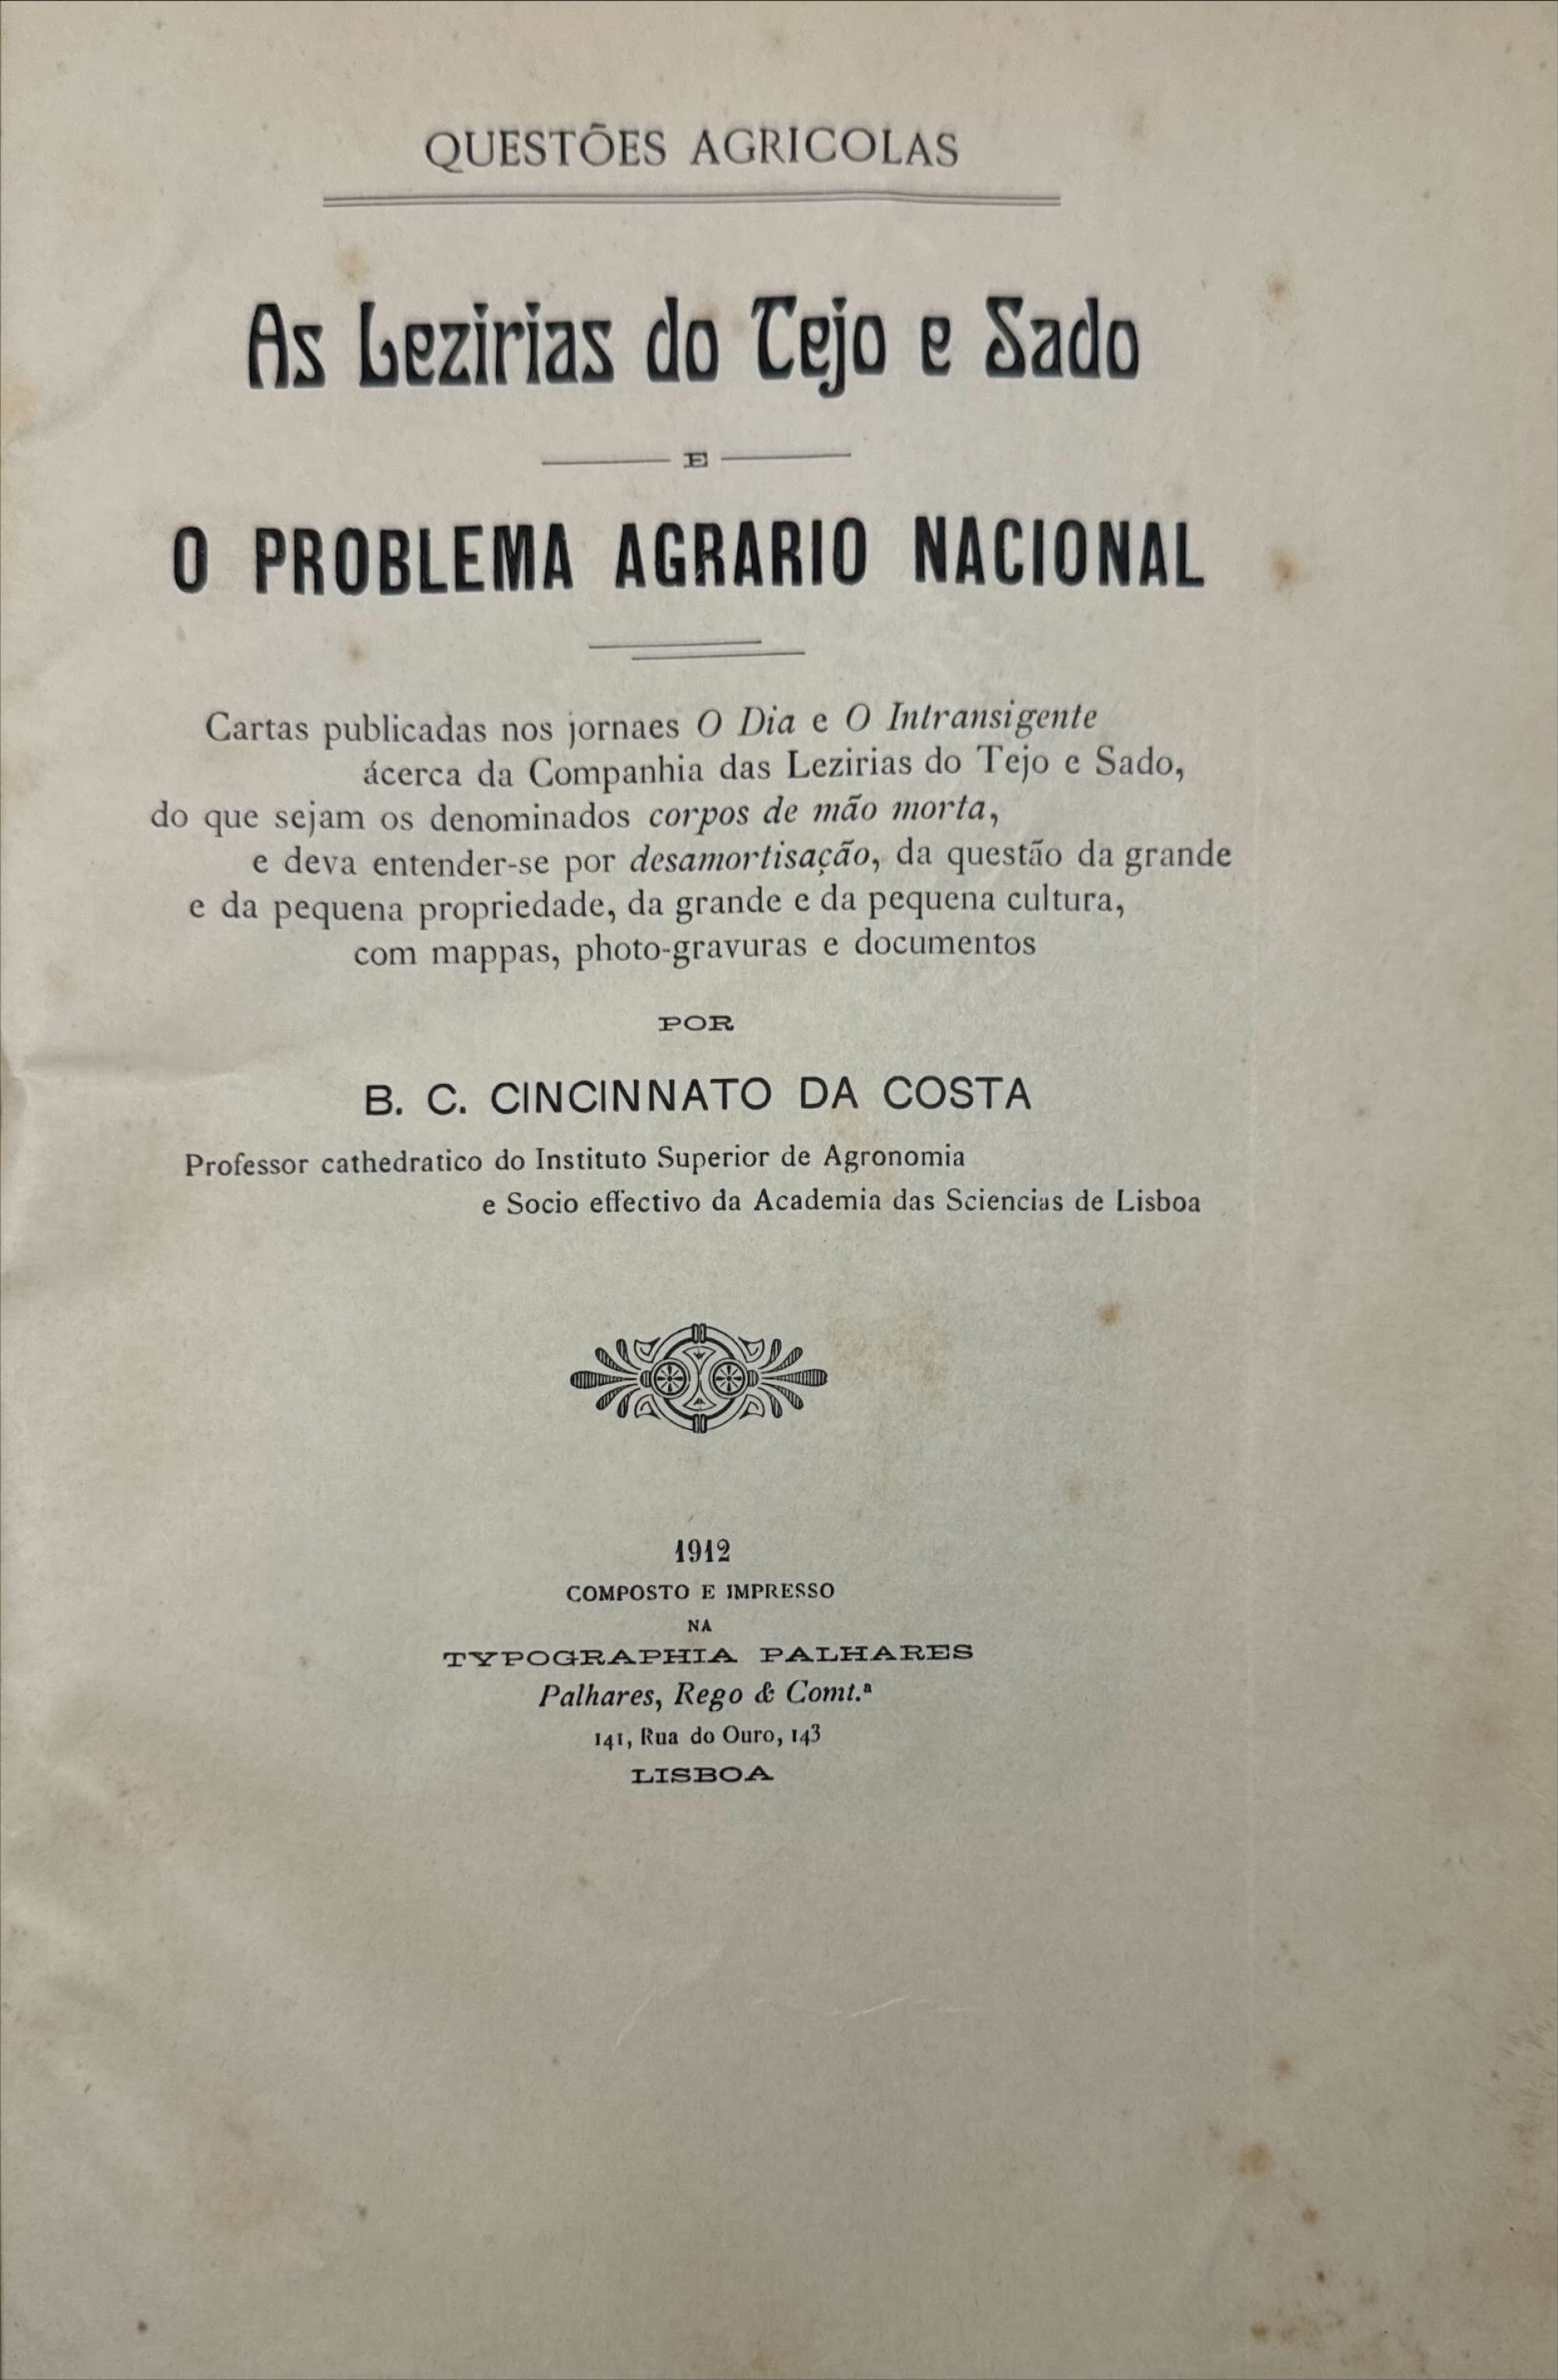 QUESTÕES AGRICOLAS
As Lezirias do Tejo e Sado
E
O PROBLEMA AGRARIO NACIONAL
Cartas publicadas nos jornaes O Dia e O Intransigente
ácerca da Companhia das Lezirias do Tejo e Sado,
do que sejam os denominados corpos de mão morta,
e deva entender-se por desamortisação, da questão da grande
e da pequena propriedade, da grande e da pequena cultura,
com mappas, photo-gravuras e documentos
POR
B. C. CINCINNATO DA COSTA
Professor cathedratico do Instituto Superior de Agronomia
e Socio effectivo da Academia das Sciencias de Lisboa
1912
COMPOSTO E IMPRESSO
NA
TYPOGRAPHIA PALHARES
Palhares, Rego & Comt.ª
141, Rua do Ouro, 143
LISBOA